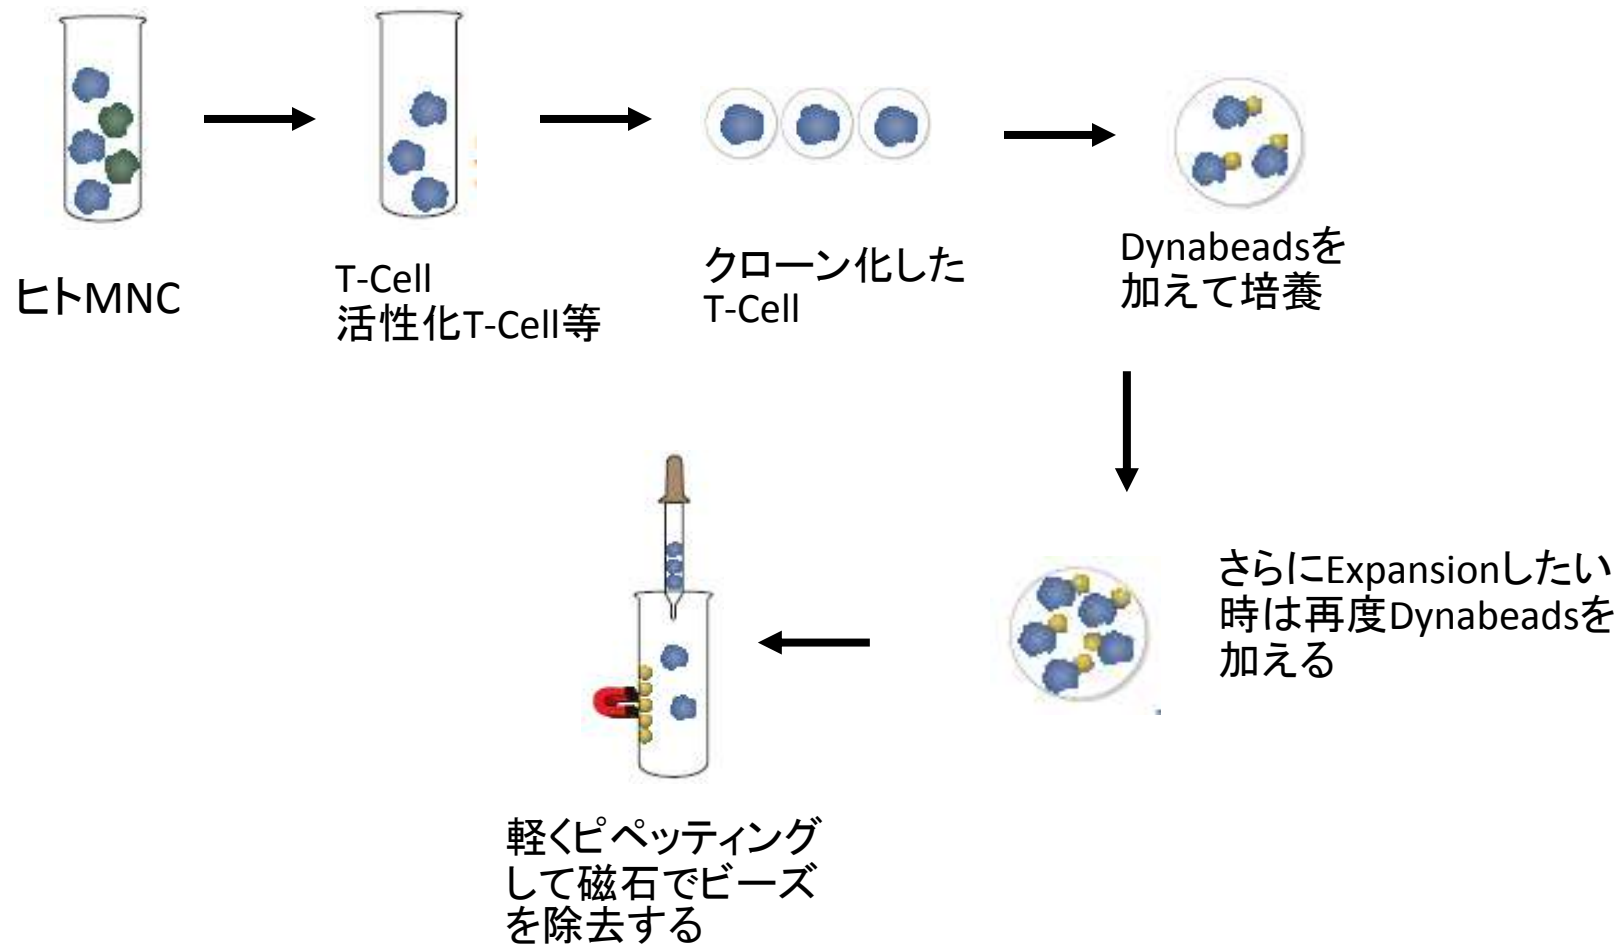 ヒトMNC
T-Cell
活性化T-Cell等
クローン化した
T-Cell
Dynabeadsを
加えて培養
さらにExpansionしたい
時は再度Dynabeadsを
加える
軽くピペッティング
して磁石でビーズ
を除去する